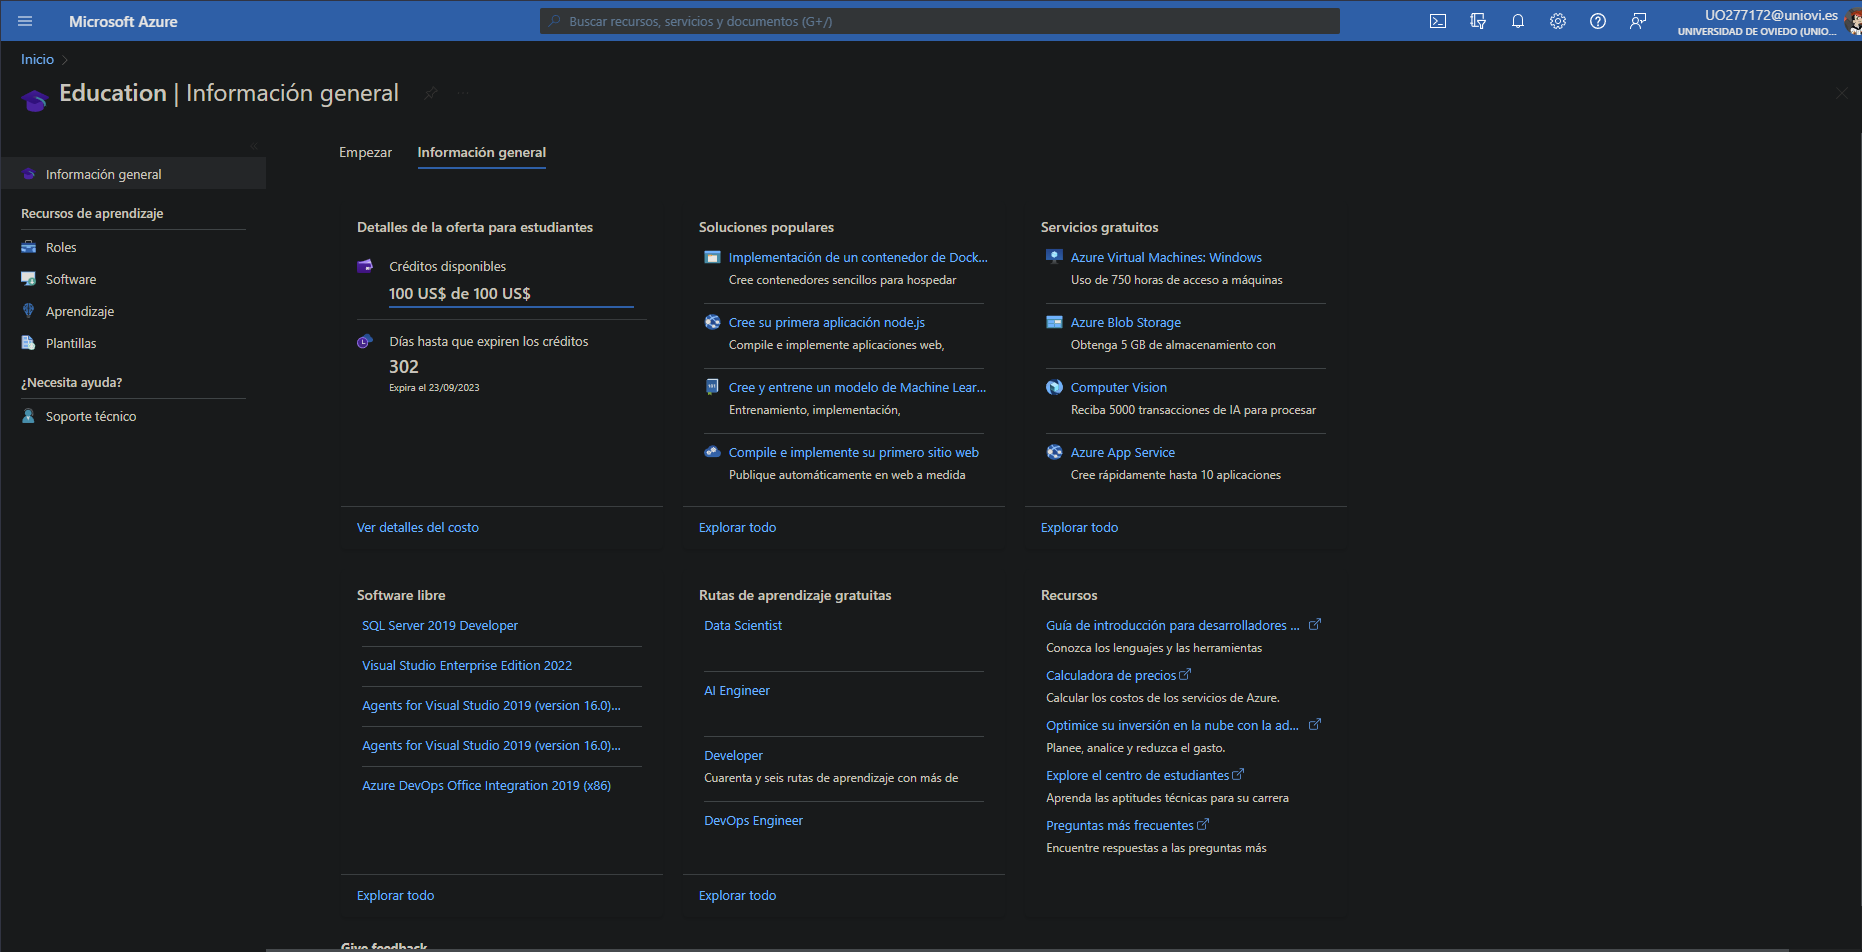 Microsoft Azure
Buscar recursos, servicios y documentos (G+/)
UO277172@uniovi.es
UNIVERSIDAD DE OVIEDO (UNIO...
Inicio
Education | Información general
Información general
Recursos de aprendizaje
Roles
Software
Aprendizaje
Plantillas
¿Necesita ayuda?
Soporte técnico
Empezar
Información general
Detalles de la oferta para estudiantes
Créditos disponibles
100 US$ de 100 US$
Días hasta que expiren los créditos
302
Expira el 23/09/2023
Ver detalles del costo
Soluciones populares
Implementación de un contenedor de Dock...
Cree contenedores sencillos para hospedar
Cree su primera aplicación node.js
Compile e implemente aplicaciones web,
Cree y entrene un modelo de Machine Lear...
Entrenamiento, implementación,
Compile e implemente su primero sitio web
Publique automáticamente en web a medida
Explorar todo
Servicios gratuitos
Azure Virtual Machines: Windows
Uso de 750 horas de acceso a máquinas
Azure Blob Storage
Obtenga 5 GB de almacenamiento con
Computer Vision
Reciba 5000 transacciones de IA para procesar
Azure App Service
Cree rápidamente hasta 10 aplicaciones
Explorar todo
Software libre
SQL Server 2019 Developer
Visual Studio Enterprise Edition 2022
Agents for Visual Studio 2019 (version 16.0)...
Agents for Visual Studio 2019 (version 16.0)...
Azure DevOps Office Integration 2019 (x86)
Explorar todo
Rutas de aprendizaje gratuitas
Data Scientist
AI Engineer
Developer
Cuarenta y seis rutas de aprendizaje con más de
DevOps Engineer
Explorar todo
Recursos
Guía de introducción para desarrolladores ...
Conozca los lenguajes y las herramientas
Calculadora de precios
Calcular los costos de los servicios de Azure.
Optimice su inversión en la nube con la ad...
Planee, analice y reduzca el gasto.
Explore el centro de estudiantes
Aprenda las aptitudes técnicas para su carrera
Preguntas más frecuentes
Encuentre respuestas a las preguntas más
Give feedback